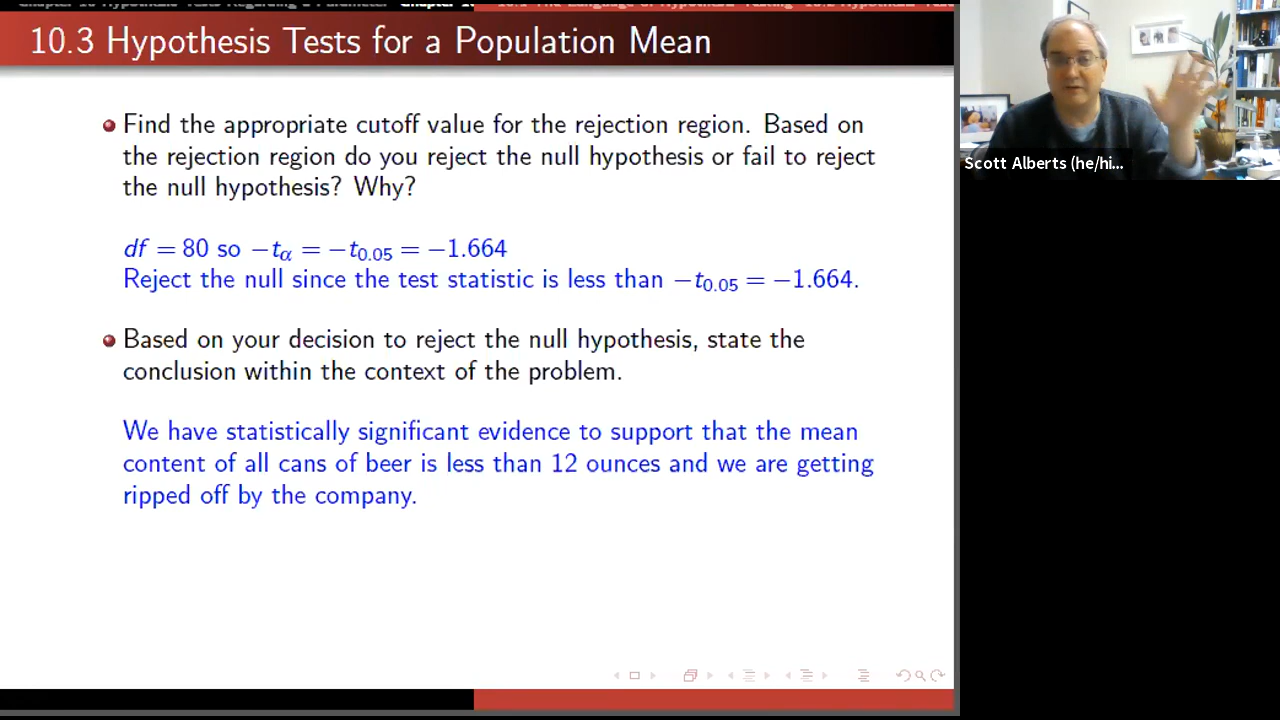 10.3 Hypothesis Tests for a Population Mean
Find the appropriate cutoff value for the rejection region. Based on
the rejection region do you reject the null hypothesis or fail to reject
the null hypothesis? Why?
df = 80 so −tα = −t0.05 = −1.664
Reject the null since the test statistic is less than −t0.05 = −1.664.
Based on your decision to reject the null hypothesis, state the
conclusion within the context of the problem.
We have statistically significant evidence to support that the mean
content of all cans of beer is less than 12 ounces and we are getting
ripped off by the company.
Scott Alberts (he/hi...